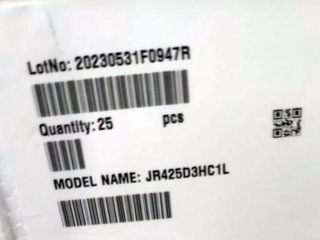 LotNo: 20230531F0947R
Quantity: 25 pcs
MODEL NAME: JR425D3HC1L